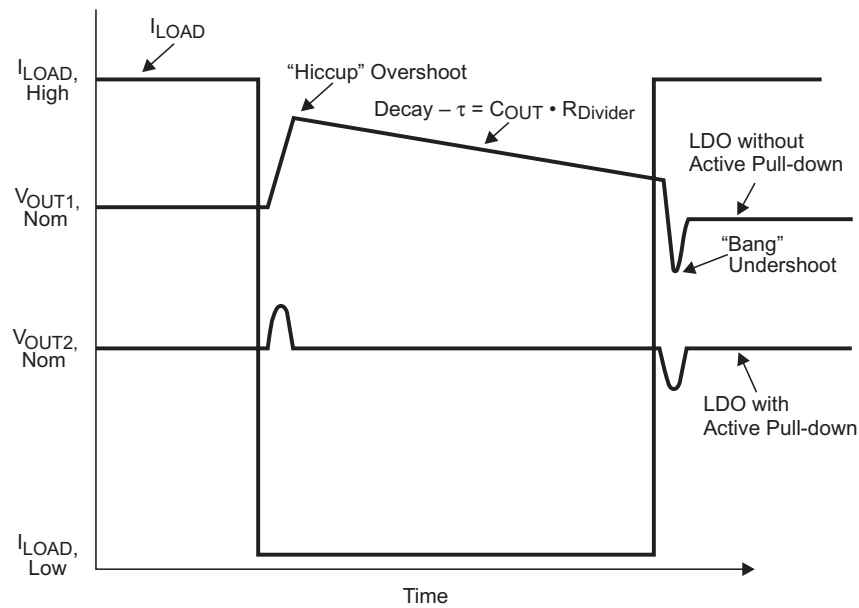 ILOAD
ILOAD,
High
“Hiccup” Overshoot
Decay – τ = COUT • RDivider
LDO without
Active Pull-down
VOUT1,
Nom
“Bang”
Undershoot
VOUT2,
Nom
LDO with
Active Pull-down
ILOAD,
Low
Time